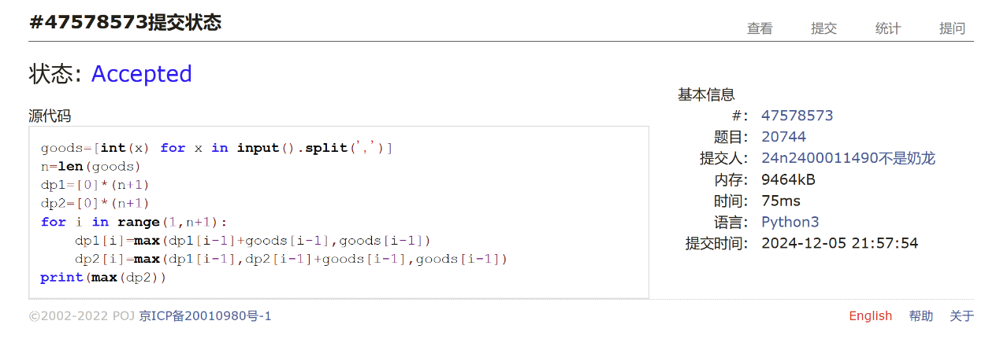 #47578573提交状态
查看 提交 统计 提问
状态: Accepted
源代码
goods=[int(x) for x in input().split(',')]
n=len(goods)
dp1=[0]*(n+1)
dp2=[0]*(n+1)
for i in range(1,n+1):
    dp1[i]=max(dp1[i-1]+goods[i-1],goods[i-1])
    dp2[i]=max(dp1[i-1],dp2[i-1]+goods[i-1],goods[i-1])
print(max(dp2))
基本信息
#: 47578573
题目: 20744
提交人: 24n2400011490不是奶龙
内存: 9464kB
时间: 75ms
语言: Python3
提交时间: 2024-12-05 21:57:54
©2002-2022 POJ 京ICP备20010980号-1
English 帮助 关于